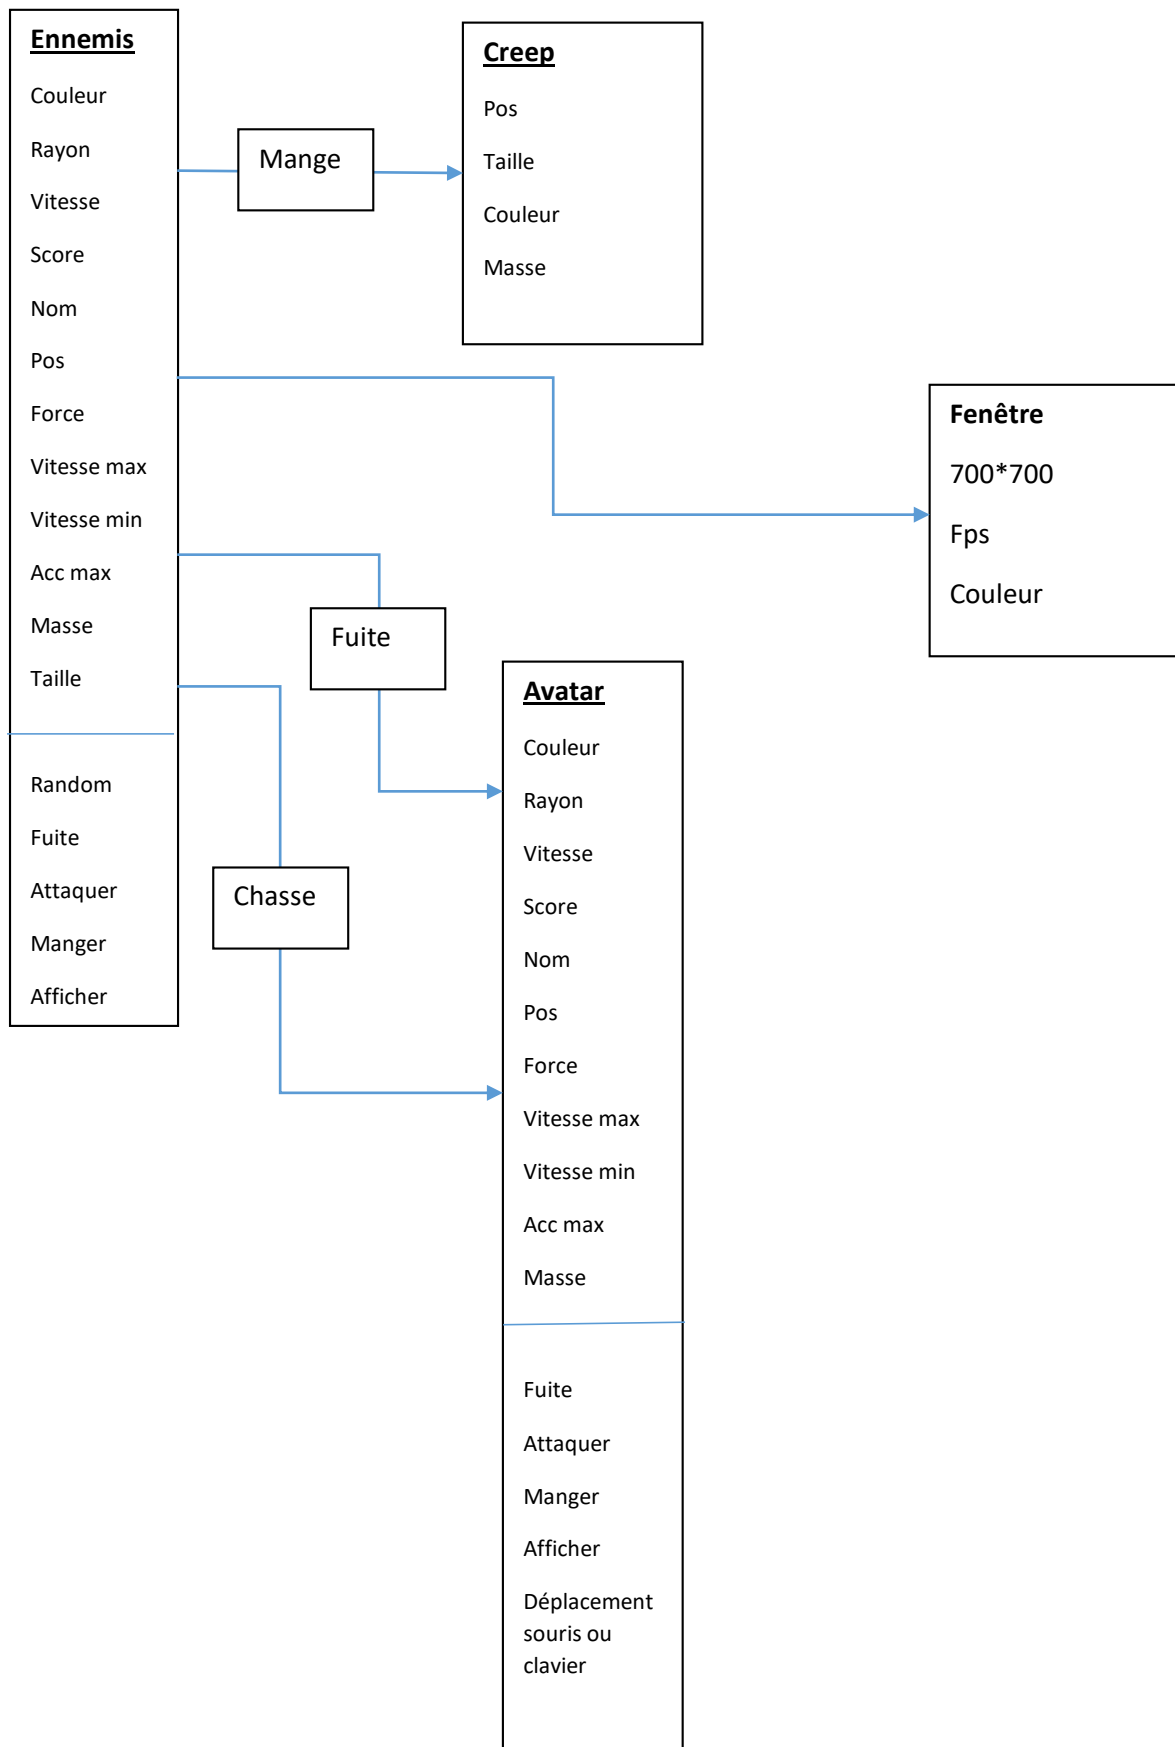 Ennemis
Couleur
Rayon
Vitesse
Score
Nom
Pos
Force
Vitesse max
Vitesse min
Acc max
Masse
Taille
Random
Fuite
Attaquer
Manger
Afficher
Mange
Creep
Pos
Taille
Couleur
Masse
Fenêtre
700*700
Fps
Couleur
Fuite
Chasse
Avatar
Couleur
Rayon
Vitesse
Score
Nom
Pos
Force
Vitesse max
Vitesse min
Acc max
Masse
Fuite
Attaquer
Manger
Afficher
Déplacement
souris ou
clavier